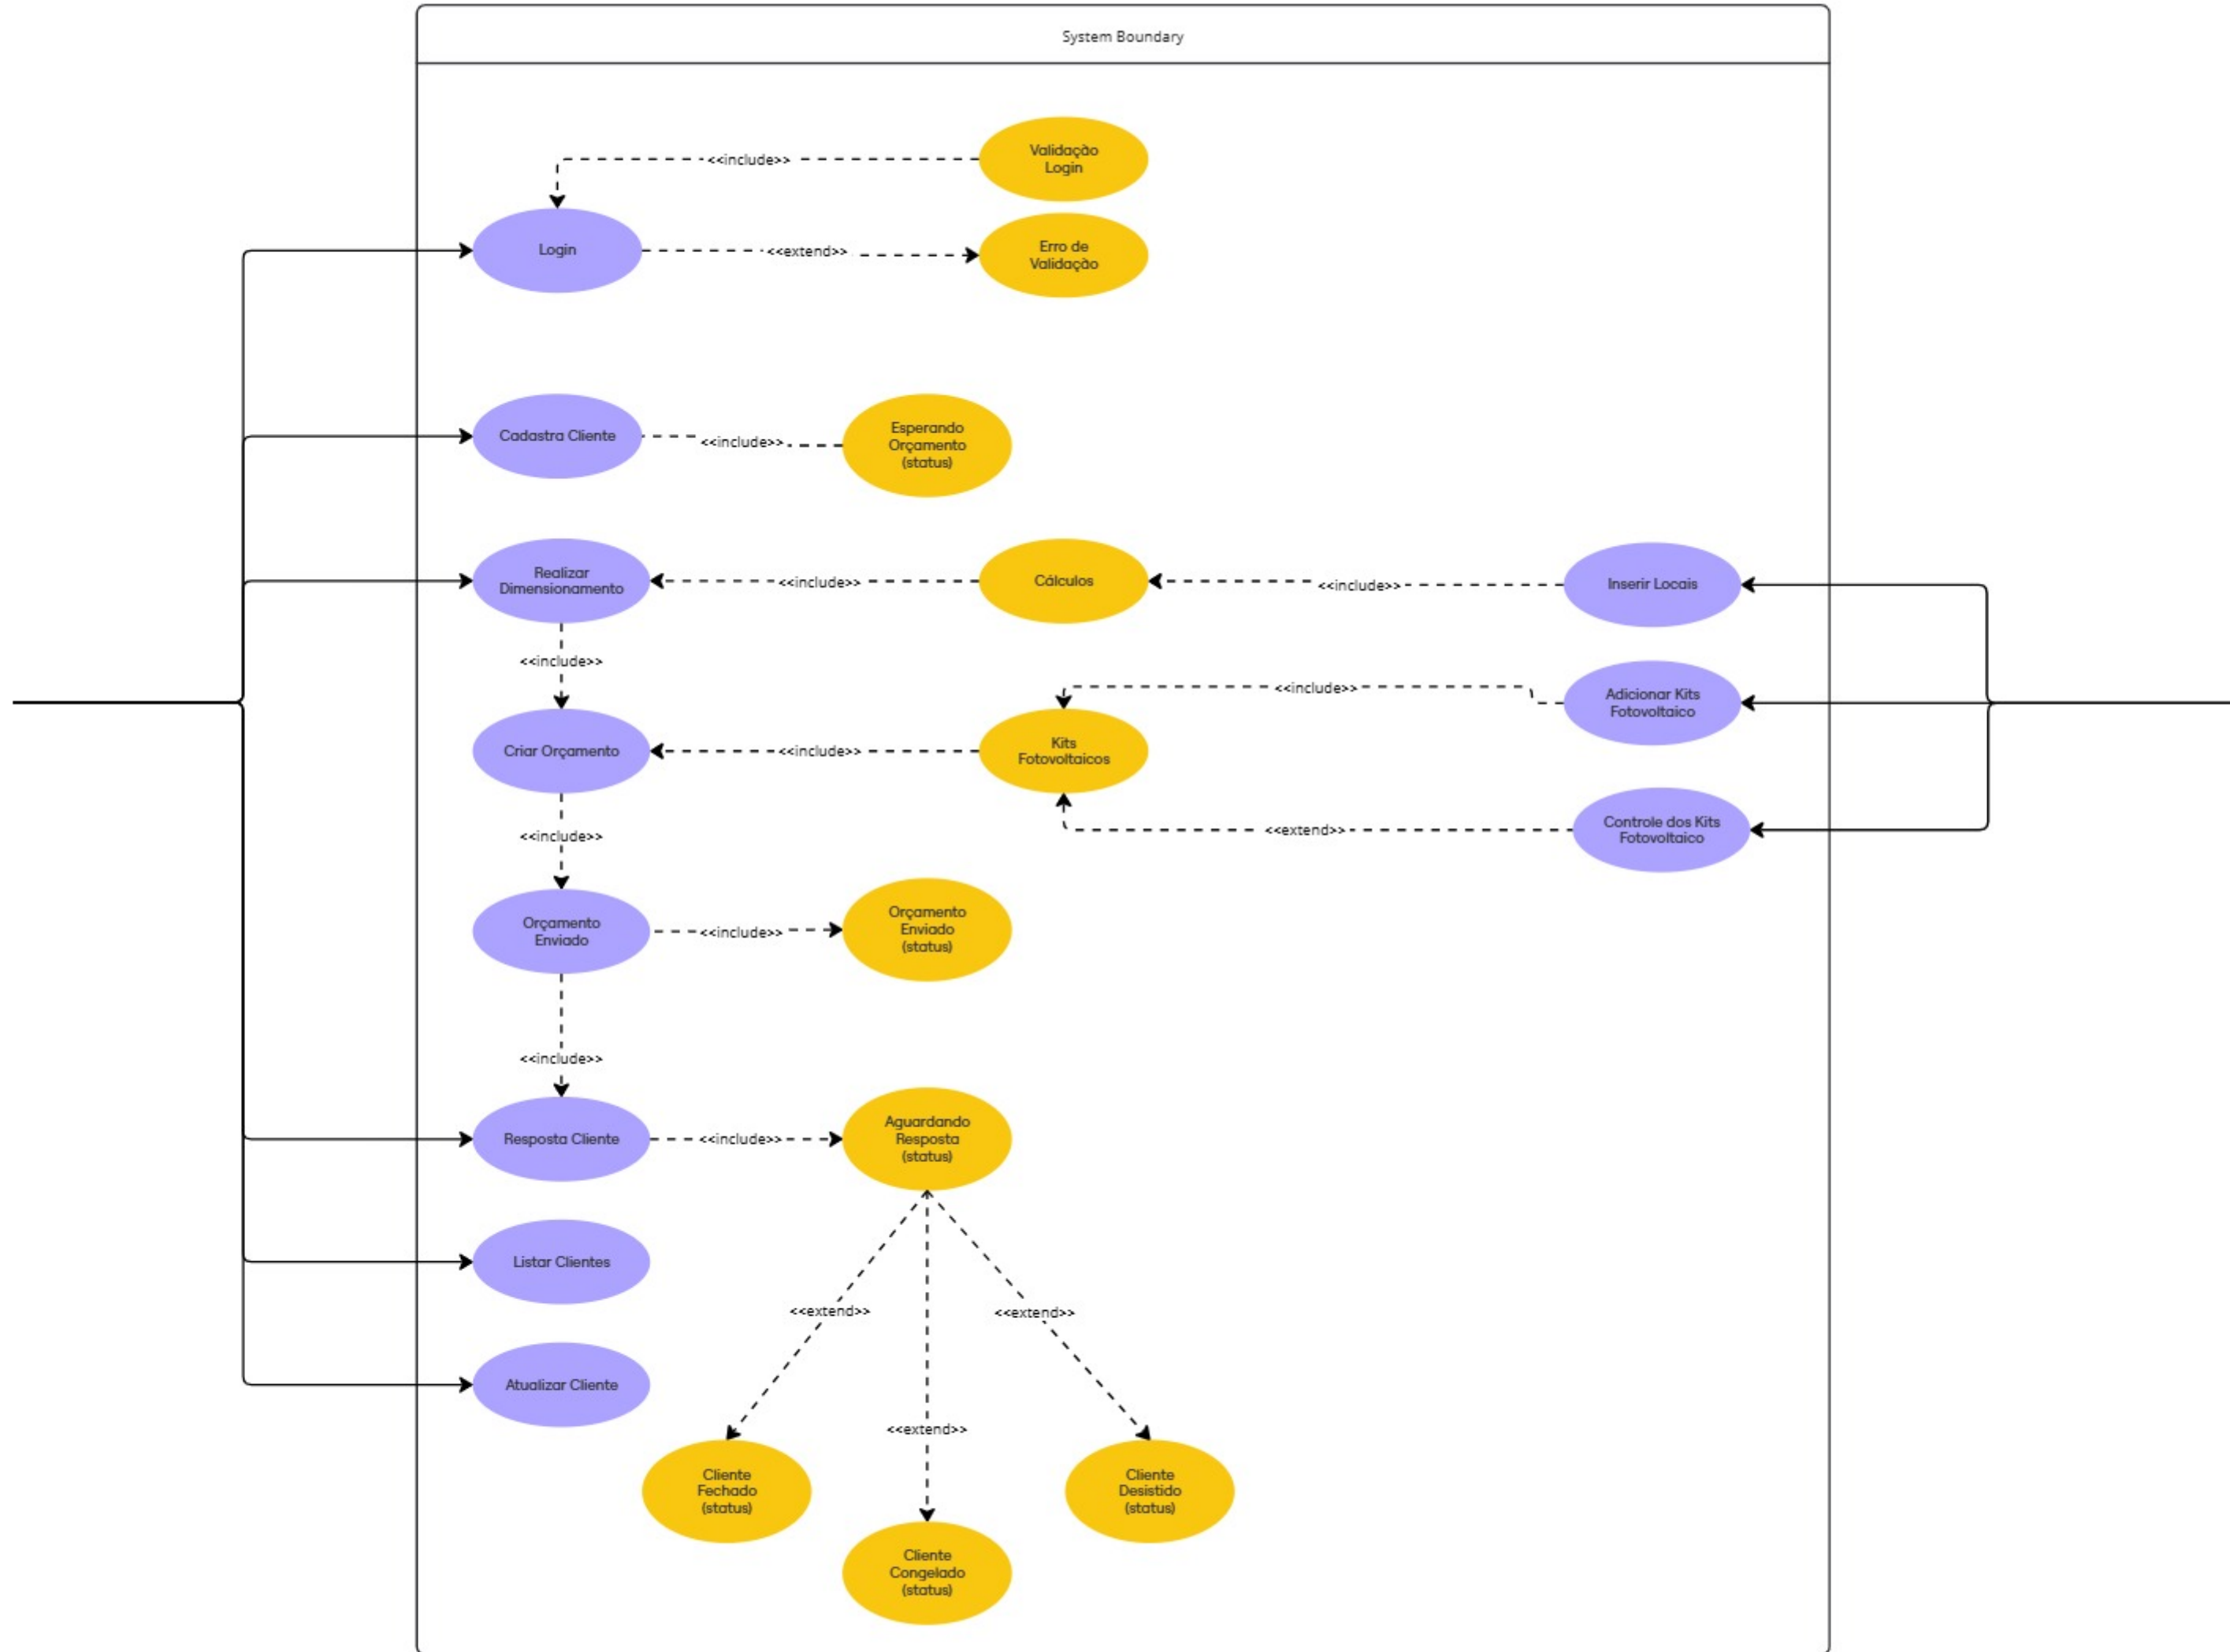 System Boundary
Validação
Login
<<include>>
Login
<<extend>>
Erro de
Validação
Cadastra Cliente
<<include>>
Esperando
Orçamento
(status)
Realizar
Dimensionamento
<<include>>
Cálculos
<<include>>
Inserir Locais
<<include>>
<<include>>
Adicionar Kits
Fotovoltaico
Criar Orçamento
<<include>>
Kits
Fotovoltaicos
<<include>>
<<extend>>
Controle dos Kits
Fotovoltaico
Orçamento
Enviado
<<include>>
Orçamento
Enviado
(status)
<<include>>
Resposta Cliente
<<include>>
Aguardando
Resposta
(status)
Listar Clientes
<<extend>>
<<extend>>
Atualizar Cliente
<<extend>>
Cliente
Fechado
(status)
Cliente
Desistido
(status)
Cliente
Congelado
(status)